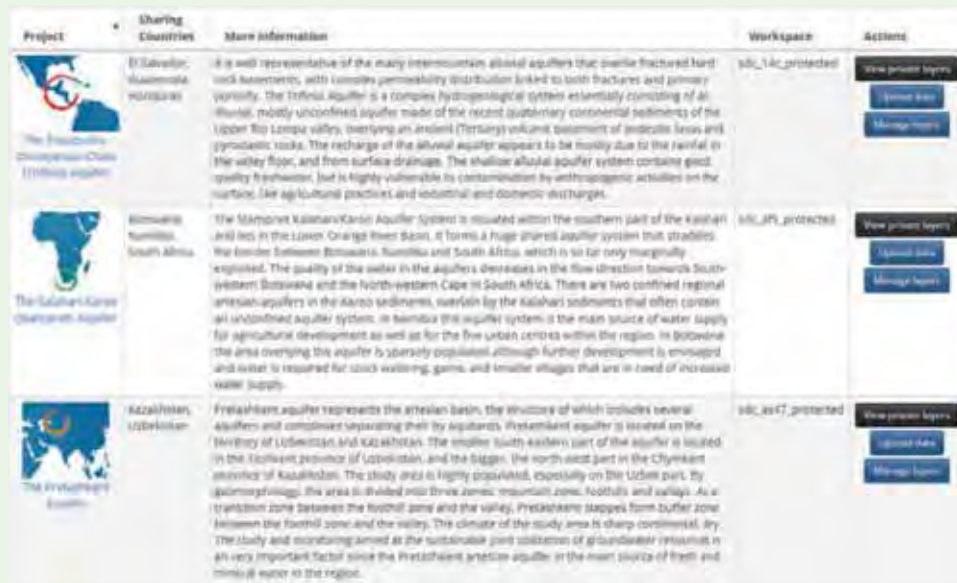 Project
Sharing
Countries
More Information
Workspace
Actions
El Salvador,
Guatemala,
Honduras
It is well representative of the many intermountain alluvial aquifers that overlie fractured hard
rock basements, with complex permeability distribution linked to both fractures and primary
porosity. The Trifinio Aquifer is a complex hydrogeological system essentially consisting of an
alluvial, mostly unconfined aquifer made of the recent quaternary continental sediments of the
Upper Rio Lempa valley, overlying an ancient (Tertiary) volcanic basement of andesitic lavas and
pyroclastic rocks. The recharge of the alluvial aquifer appears to be mostly due to the rainfall in
the valley floor, and from surface drainage. The shallow alluvial aquifer system contains good
quality freshwater, but is highly vulnerable to contamination by anthropogenic activities on the
surface, like agricultural practices and industrial and domestic discharges.
sdc_14c_protected
View private layers
Upload data
Manage layers
Botswana,
Namibia,
South Africa
The Stampriet Kalahari/Karoo Aquifer System is situated within the southern part of the Kalahari
and lies in the Lower Orange River Basin. It forms a huge shared aquifer system that straddles
the border between Botswana, Namibia and South Africa, which is so far only marginally
exploited. The quality of the water in the aquifers decreases in the flow direction towards South-
western Botswana and the North-western Cape in South Africa. There are two confined regional
artesian aquifers in the Karoo sediments, overlain by the Kalahari sediments that often contain
an unconfined aquifer system. In Namibia this aquifer system is the main source of water supply
for agricultural development as well as for the five urban centres within the region. In Botswana
the area overlying the aquifer is sparsely populated although further development is envisaged
and water is required for stock watering, game, and smaller villages that are in need of increased
water supply.
protected
View private layers
Upload data
Manage layers
Kazakhstan,
Uzbekistan
Pretashkent aquifer represents the artesian basin, the structure of which includes several
aquifers and complexes separating their by aquitards. Pretashkent aquifer is located on the
territory of Uzbekistan and Kazakhstan. The smaller south eastern part of the aquifer is located
in the Tashkent province of Uzbekistan, and the bigger, the north west part in the Chymkent
province of Kazakhstan. The study area is highly populated, especially on the Uzbek part. By
geomorphology, the area is divided into three zones: mountain zone, foothills and valleys. As a
transition zone between the foothill zone and the valley, Pretashkent steppes form buffer zone
between the foothill zone and the valley. The climate of the study area is sharp continental, dry.
The study and monitoring aimed at the sustainable joint utilization of groundwater resources is
an very important factor since the Pretashkent artesian aquifer in the main source of fresh and
mineral water in the region.
sdc_as47_protected
View private layers
Upload data
Manage layers
The Pretashkent
Aquifer